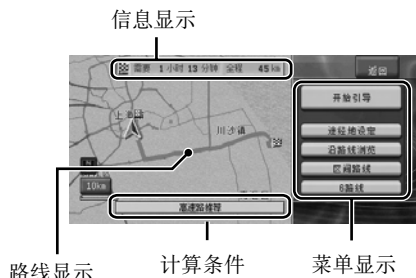 信息显示
需要 1 小时 13 分钟 全程 45 km
返回
开始引导
上海
川沙镇
途经地设定
沿路线浏览
区间路线
10km
6路线
高速路推荐
路线显示
计算条件
菜单显示